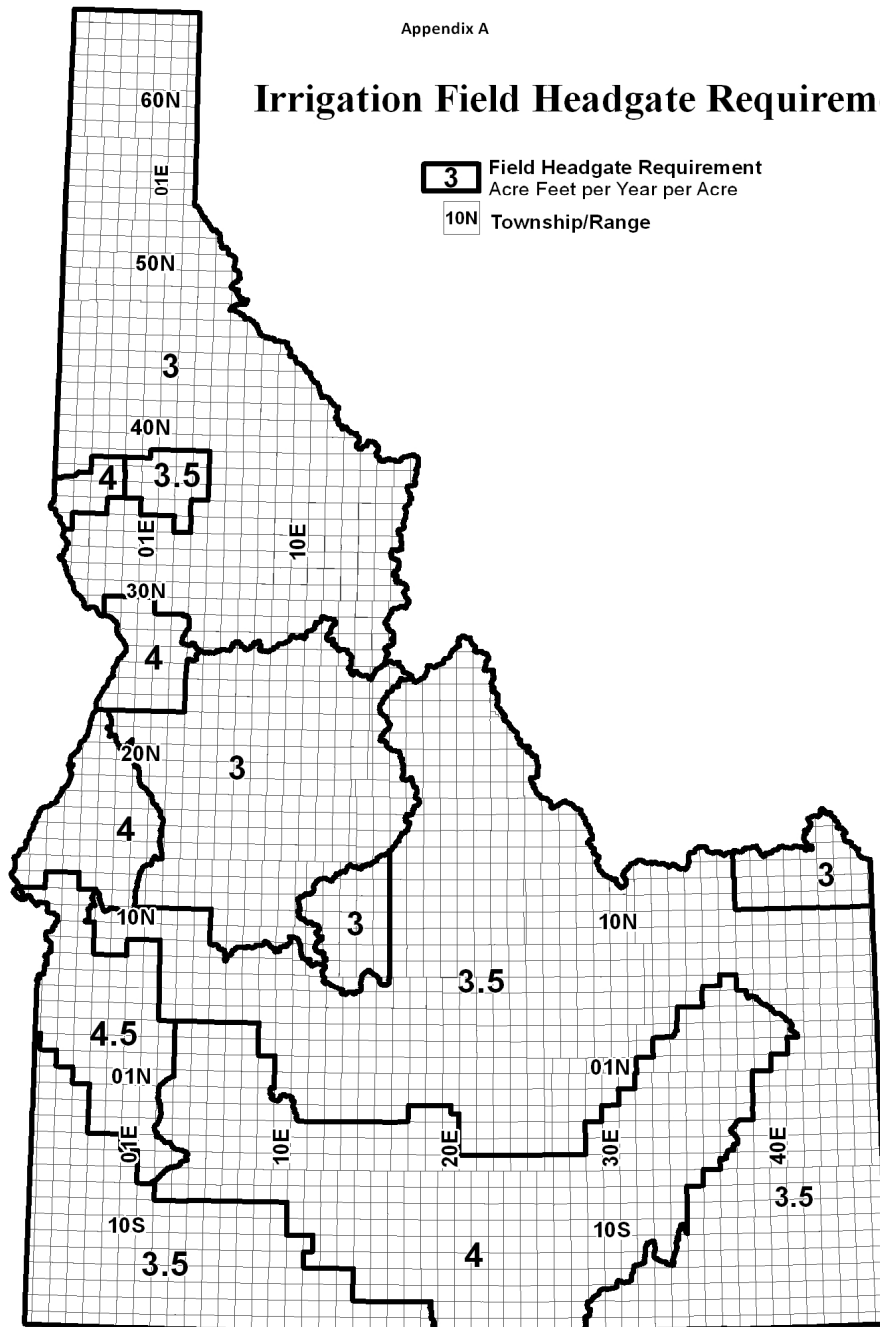 Appendix A
Irrigation Field Headgate Requirem
3 Field Headgate Requirement
Acre Feet per Year per Acre
10N Township/Range
60N
01E
50N
3
40N
4 3.5
01E 10E
30N
4
20N
3
4
3
3
10N
10N
3.5
4.5
01N
01N
01E
10E
20E
30E
40E
3.5
10S
10S
3.5
4